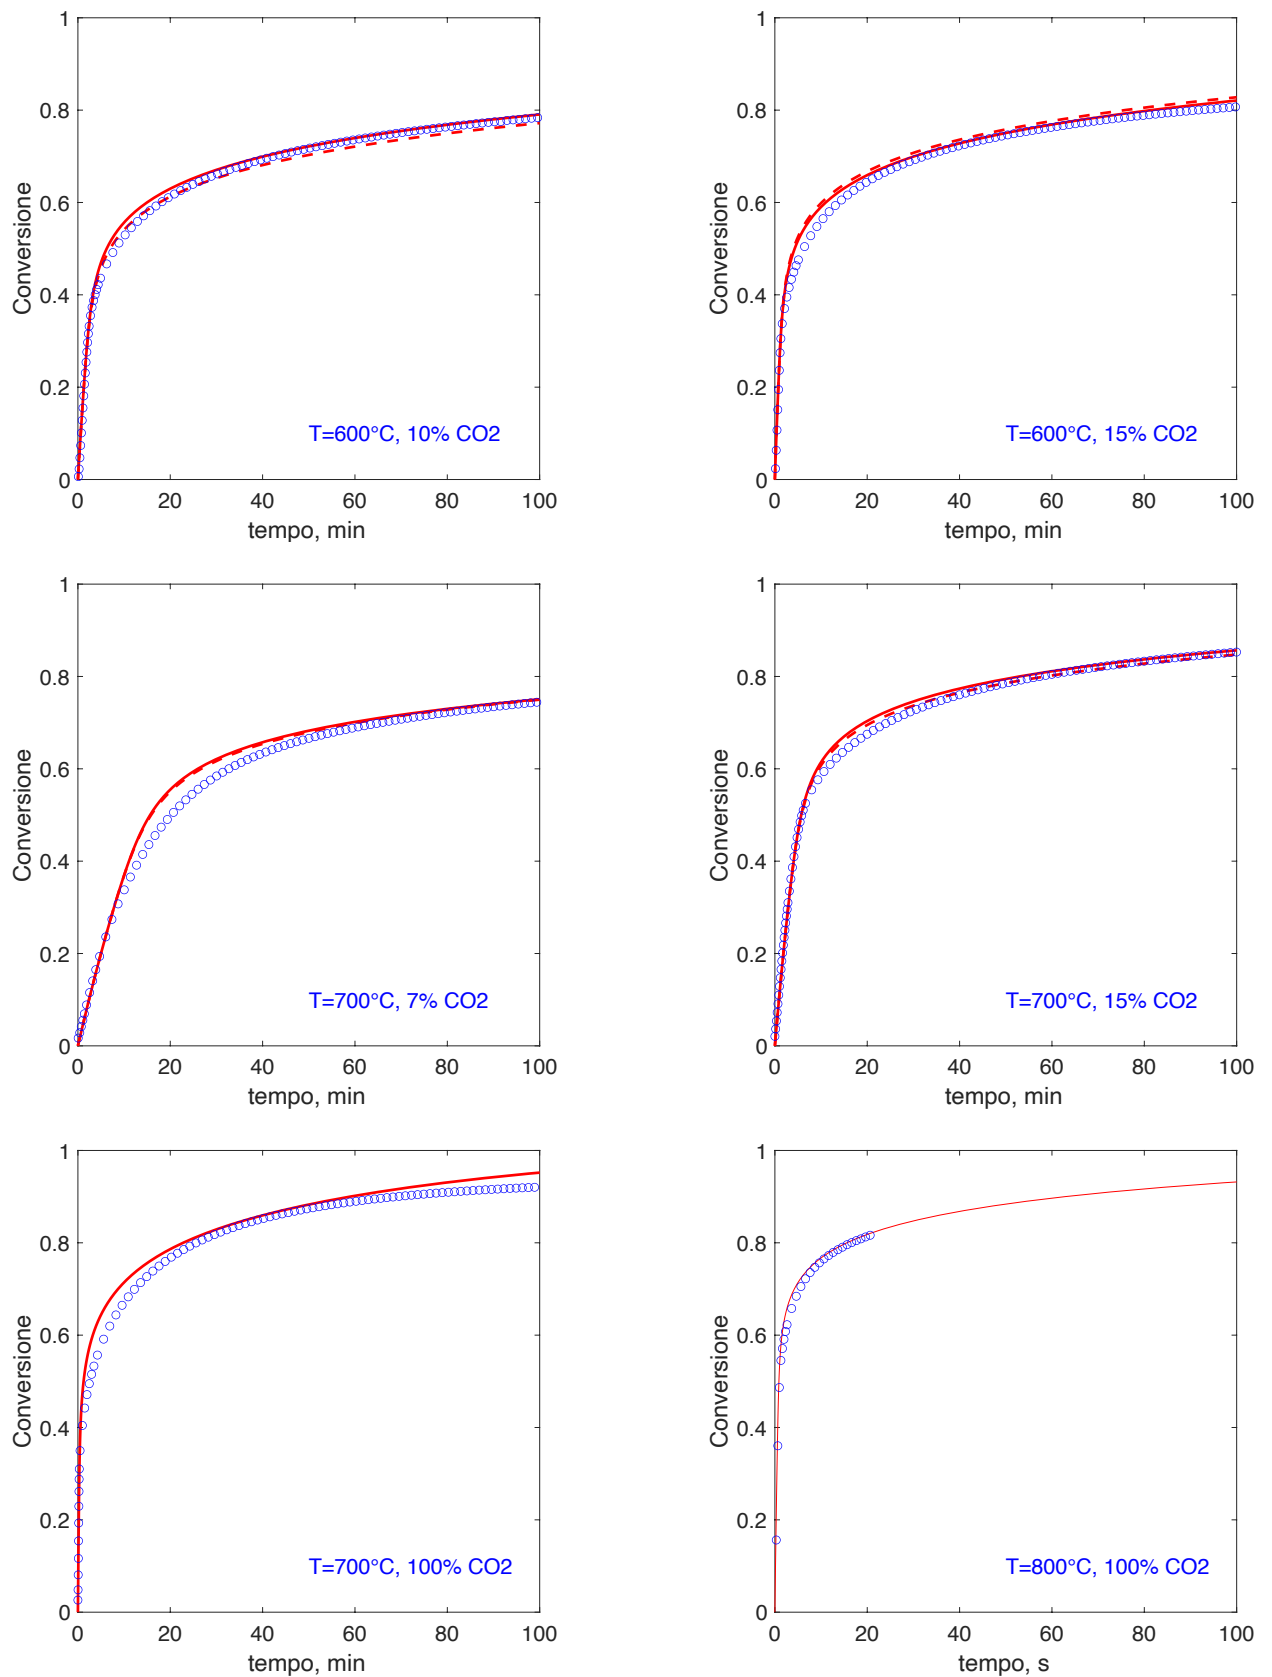 1
0.8
0.6
0.4
0.2
0
Conversione
T=600°C, 10% CO2
0 20 40 60 80 100
tempo, min
1
0.8
0.6
0.4
0.2
0
Conversione
T=600°C, 15% CO2
0 20 40 60 80 100
tempo, min
1
0.8
0.6
0.4
0.2
0
Conversione
T=700°C, 7% CO2
0 20 40 60 80 100
tempo, min
1
0.8
0.6
0.4
0.2
0
Conversione
T=700°C, 15% CO2
0 20 40 60 80 100
tempo, min
1
0.8
0.6
0.4
0.2
0
Conversione
T=700°C, 100% CO2
0 20 40 60 80 100
tempo, min
1
0.8
0.6
0.4
0.2
0
Conversione
T=800°C, 100% CO2
0 20 40 60 80 100
tempo, s